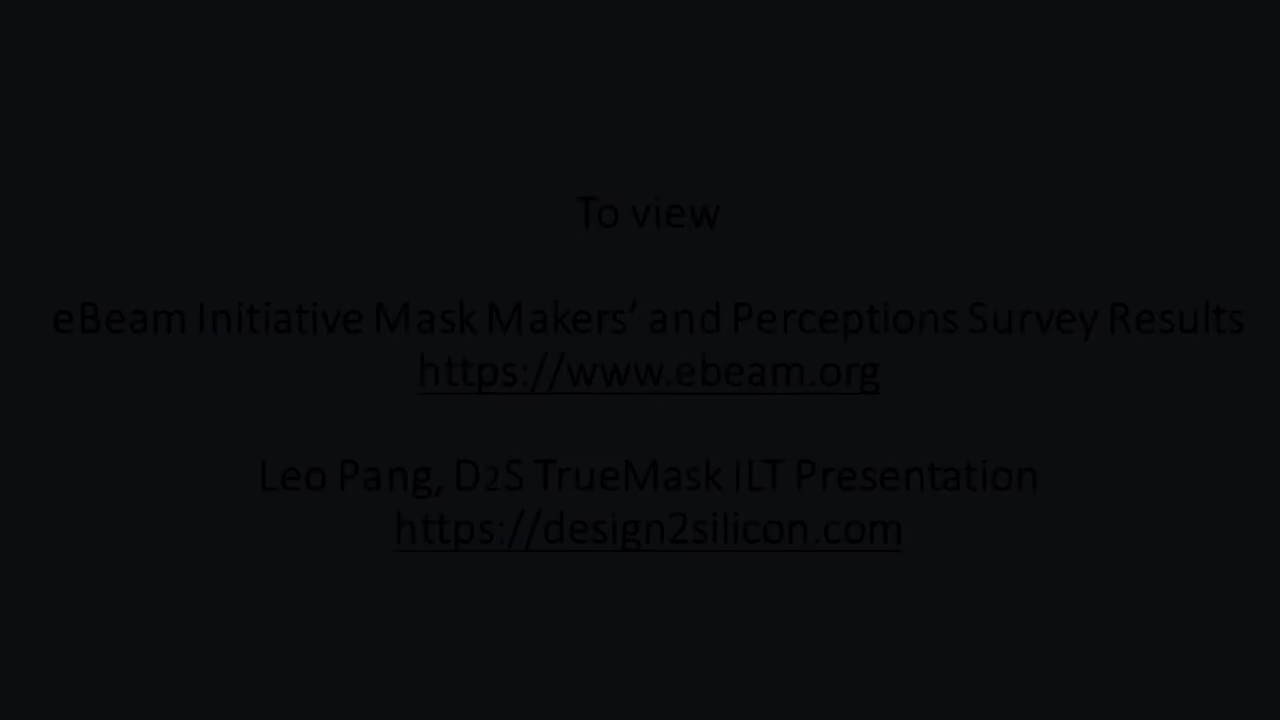 To view
eBeam Initiative Mask Makers’ and Perceptions Survey Results
https://www.ebeam.org
Leo Pang, D2S TrueMask ILT Presentation
https://design2silicon.com